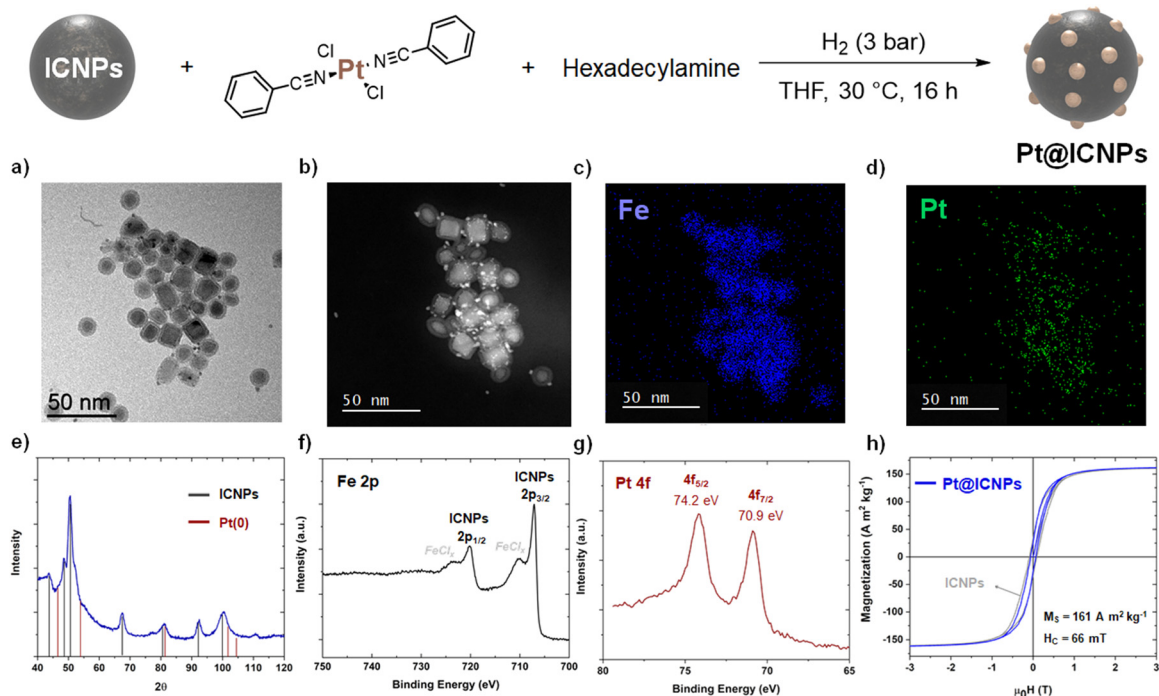 ICNPs
+
Cl
N≡C
Pt
C≡N
Cl
+
Hexadecylamine
H₂ (3 bar)
THF, 30 °C, 16 h
Pt@ICNPs
a)
50 nm
b)
50 nm
c)
Fe
50 nm
d)
Pt
50 nm
e)
ICNPs
Pt(0)
Intensity
40 50 60 70 80 90 100 110 120
2θ
f)
Fe 2p
ICNPs
2p₃/₂
ICNPs
2p₁/₂
FeClₓ
FeClₓ
Intensity (a.u.)
750 740 730 720 710 700
Binding Energy (eV)
g)
Pt 4f
4f₅/₂
74.2 eV
4f₇/₂
70.9 eV
Intensity (a.u.)
80 75 70 65
Binding Energy (eV)
h)
Pt@ICNPs
ICNPs
Mₛ = 161 A m² kg⁻¹
H_C = 66 mT
Magnetization (A m² kg⁻¹)
150
100
50
0
-50
-100
-150
-3 -2 -1 0 1 2 3
μ₀H (T)